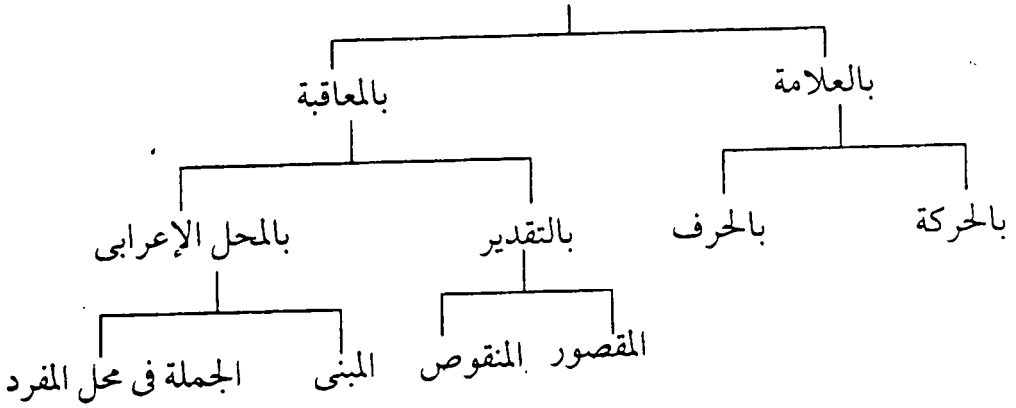 بالعلامة
بالمعاقبة
بالحركة
بالحرف
بالتقدير
بالمحل الإعرابى
المقصور
المنقوص
المبنى
الجملة فى محل المفرد